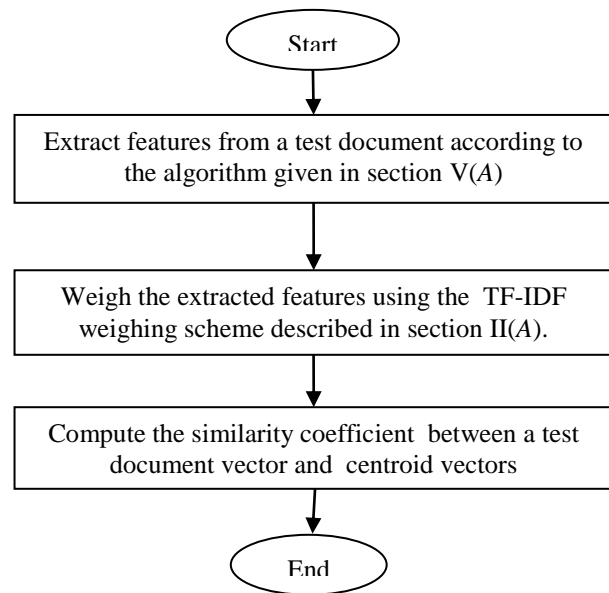 Start
Extract features from a test document according to
the algorithm given in section V(A)
Weigh the extracted features using the TF-IDF
weighing scheme described in section II(A).
Compute the similarity coefficient between a test
document vector and centroid vectors
End